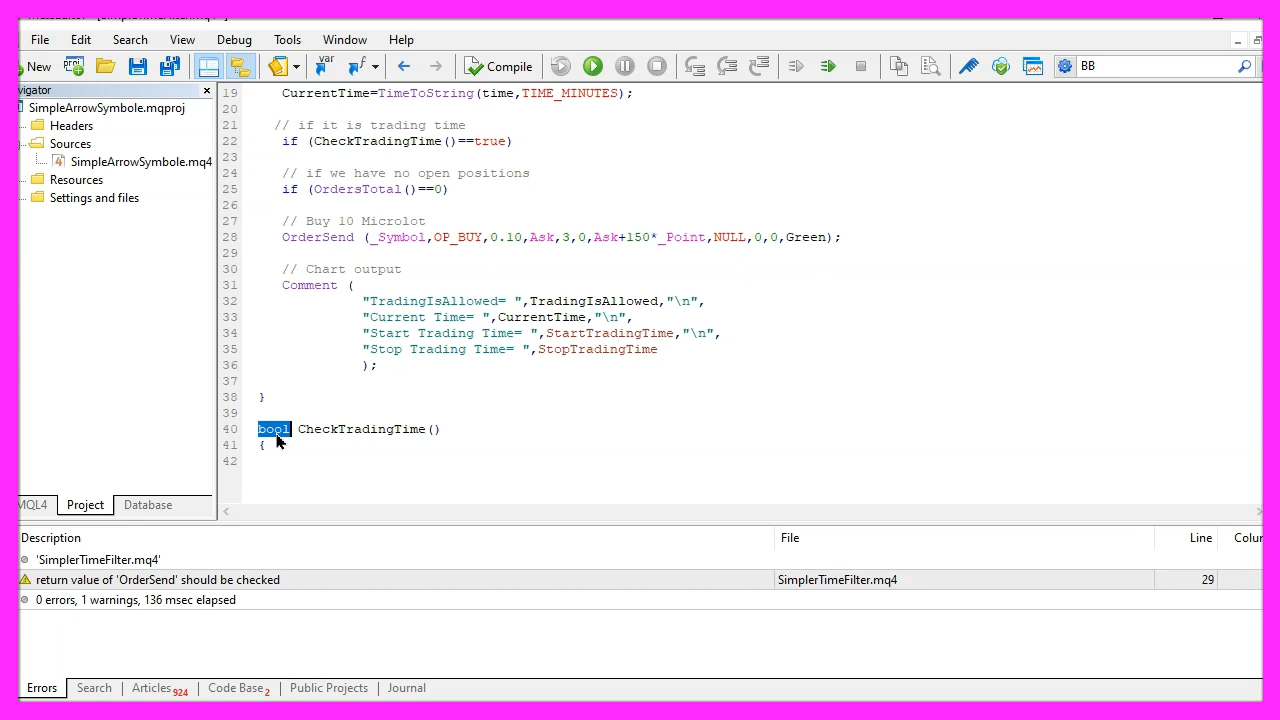 File Edit Search View Debug Tools Window Help
New Compile BB
SimpleArrowSymbole.mqproj
Headers
Sources
SimpleArrowSymbole.mq4
Resources
Settings and files
MQL4 Project Database
19 CurrentTime=TimeToString(time,TIME_MINUTES);
20
21 // if it is trading time
22 if (CheckTradingTime()==true)
23
24 // if we have no open positions
25 if (OrdersTotal()==0)
26
27 // Buy 10 Microlot
28 OrderSend (_Symbol,OP_BUY,0.10,Ask,3,0,Ask+150*_Point,NULL,0,0,Green);
29
30 // Chart output
31 Comment (
32 "TradingIsAllowed= ",TradingIsAllowed,"\n",
33 "Current Time= ",CurrentTime,"\n",
34 "Start Trading Time= ",StartTradingTime,"\n",
35 "Stop Trading Time= ",StopTradingTime
36 );
37
38 }
39
40 bool CheckTradingTime()
41 {
42
Description File Line
'SimplerTimeFilter.mq4'
return value of 'OrderSend' should be checked SimplerTimeFilter.mq4 29
0 errors, 1 warnings, 136 msec elapsed
Errors Search Articles 924 Code Base 2 Public Projects Journal